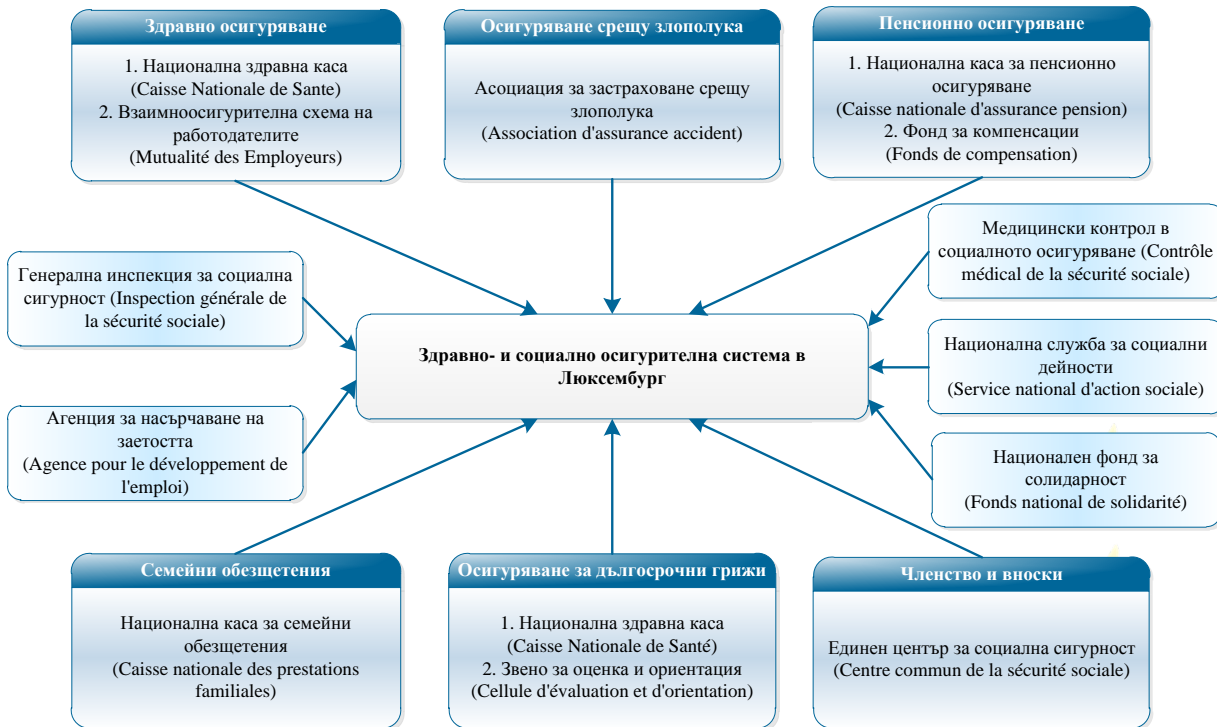 Здравно осигуряване
1. Национална здравна каса
(Caisse Nationale de Sante)
2. Взаимноосигурителна схема на
работодателите
(Mutualité des Employeurs)
Осигуряване срещу злополука
Асоциация за застраховане срещу
злополука
(Association d'assurance accident)
Пенсионно осигуряване
1. Национална каса за пенсионно
осигуряване
(Caisse nationale d'assurance pension)
2. Фонд за компенсации
(Fonds de compensation)
Генерална инспекция за социална
сигурност (Inspection générale de
la sécurité sociale)
Медицински контрол в
социалното осигуряване (Contrôle
médical de la sécurité sociale)
Здравно- и социално осигурителна система в
Люксембург
Национална служба за социални
дейности
(Service national d'action sociale)
Агенция за насърчаване на
заетостта
(Agence pour le développement de
l'emploi)
Национален фонд за
солидарност
(Fonds national de solidarité)
Семейни обезщетения
Национална каса за семейни
обезщетения
(Caisse nationale des prestations
familiales)
Осигуряване за дългосрочни грижи
1. Национална здравна каса
(Caisse Nationale de Santé)
2. Звено за оценка и ориентация
(Cellule d'évaluation et d'orientation)
Членство и вноски
Единен център за социална сигурност
(Centre commun de la sécurité sociale)